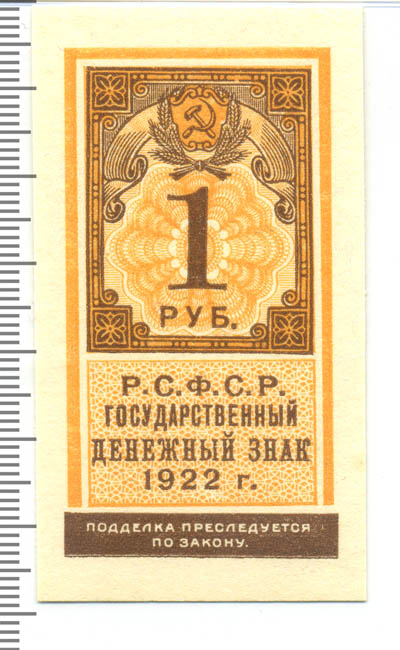 1
РУБ.
Р.С.Ф.С.Р.
ГОСУДАРСТВЕННЫЙ
ДЕНЕЖНЫЙ ЗНАК
1922 г.
ПОДДЕЛКА ПРЕСЛЕДУЕТСЯ
ПО ЗАКОНУ.